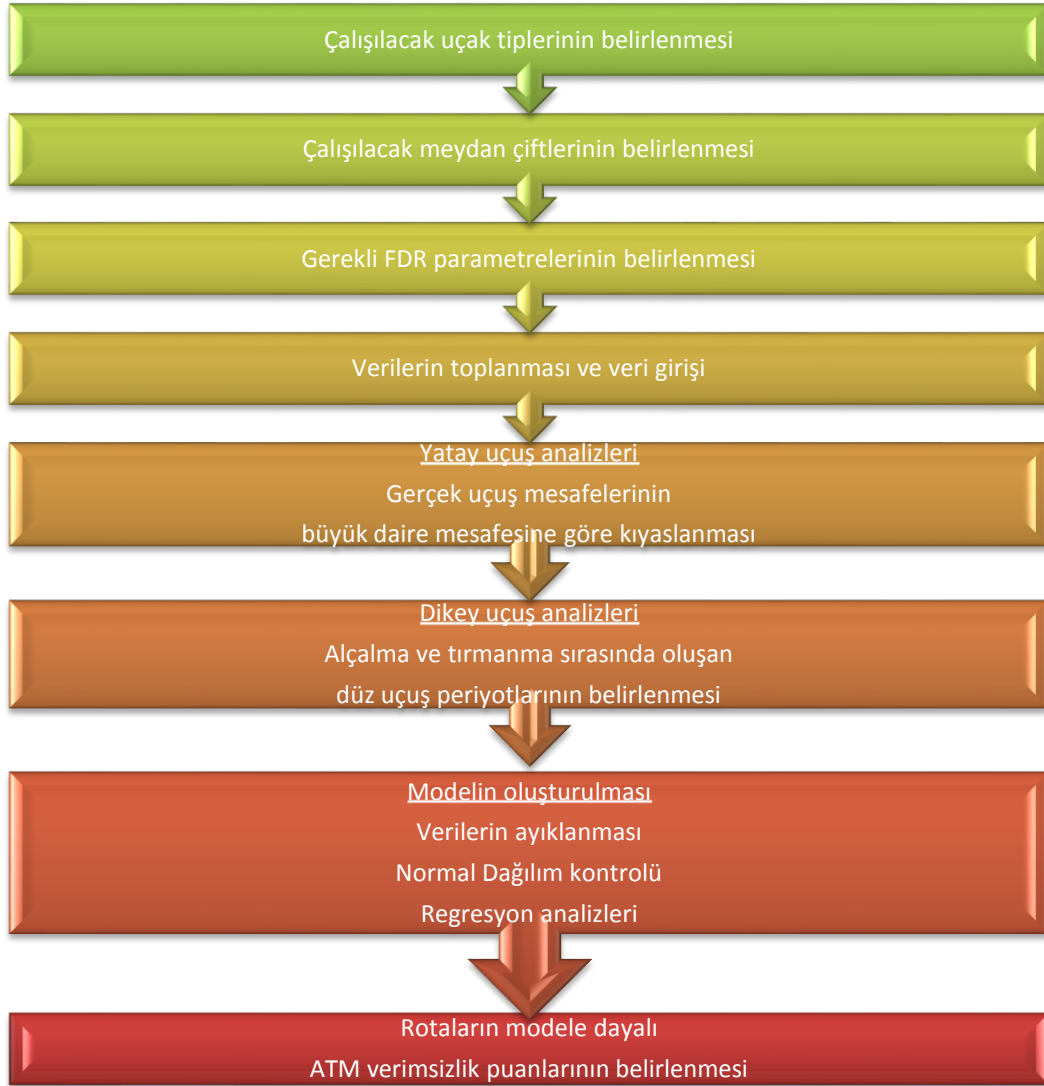 Çalışılacak uçak tiplerinin belirlenmesi
Çalışılacak meydan çiftlerinin belirlenmesi
Gerekli FDR parametrelerinin belirlenmesi
Verilerin toplanması ve veri girişi
Yatay uçuş analizleri
Gerçek uçuş mesafelerinin
büyük daire mesafesine göre kıyaslanması
Dikey uçuş analizleri
Alçalma ve tırmanma sırasında oluşan
düz uçuş periyotlarının belirlenmesi
Modelin oluşturulması
Verilerin ayıklanması
Normal Dağılım kontrolü
Regresyon analizleri
Rotaların modele dayalı
ATM verimsizlik puanlarının belirlenmesi